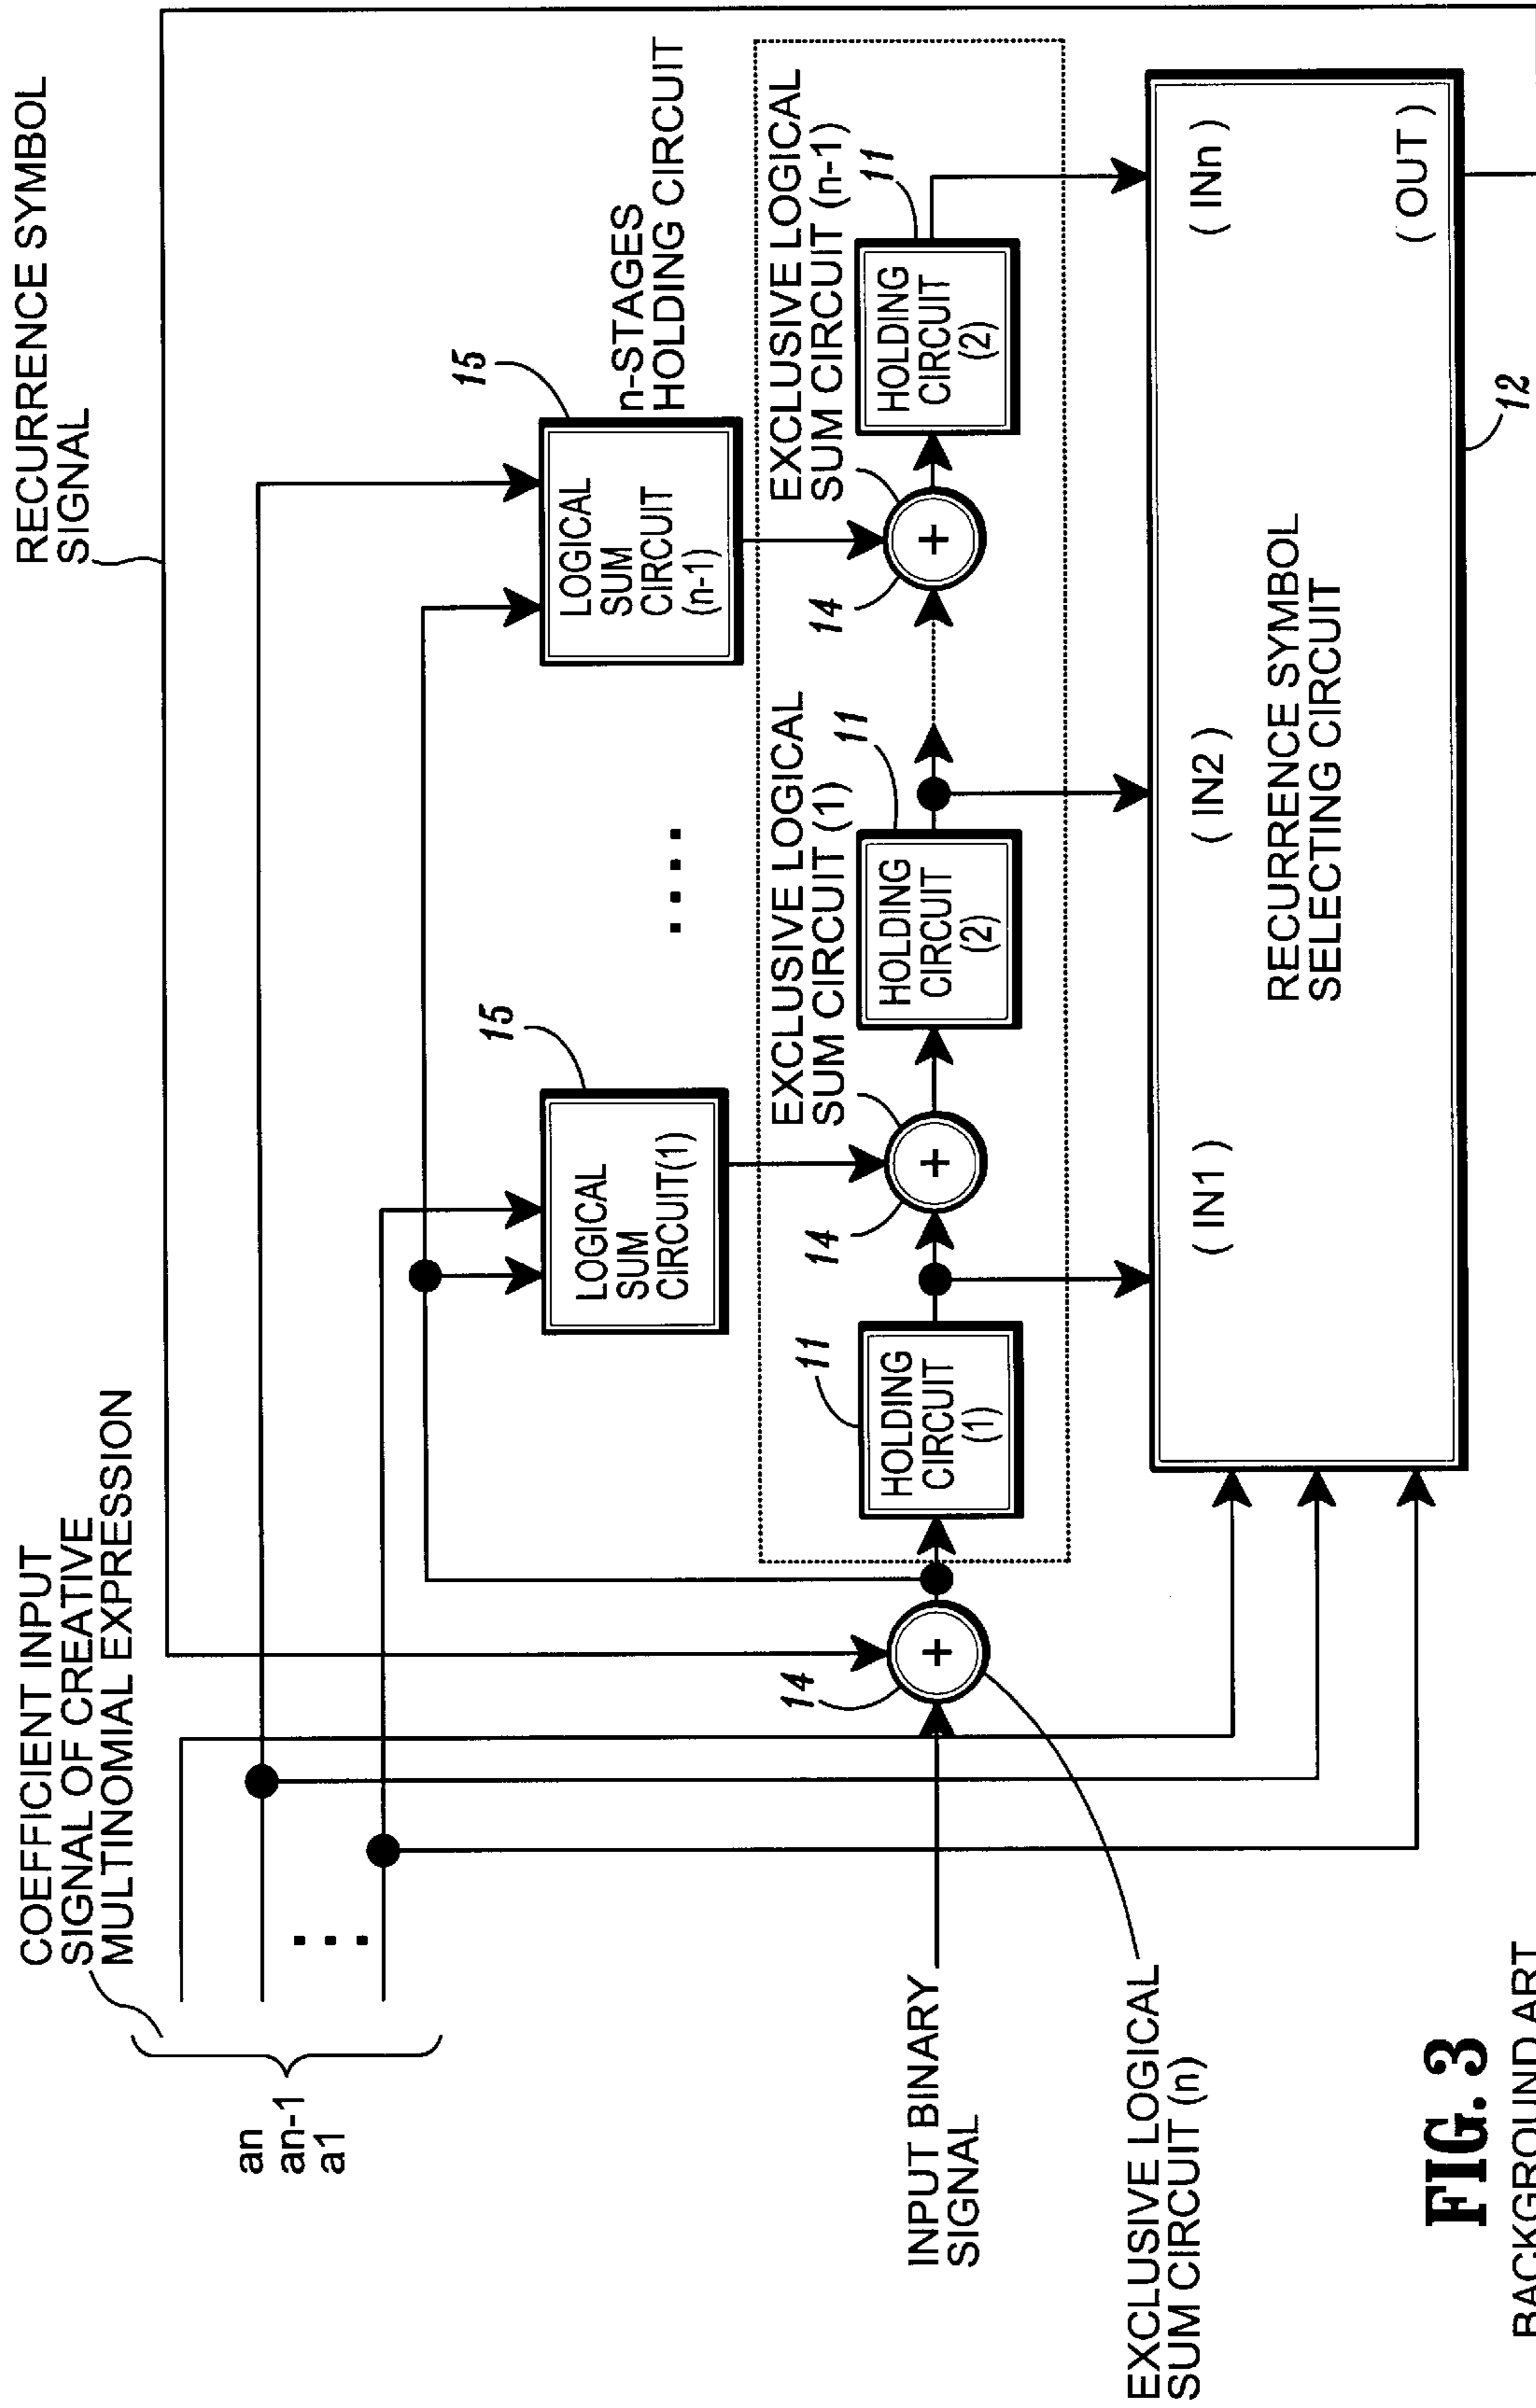 RECURRENCE SYMBOL
SIGNAL
COEFFICIENT INPUT
SIGNAL OF CREATIVE
MULTINOMIAL EXPRESSION
an
an-1
a1
15
LOGICAL
SUM
CIRCUIT(1)
15
LOGICAL
SUM
CIRCUIT
(n-1)
n-STAGES
HOLDING CIRCUIT
EXCLUSIVE LOGICAL
SUM CIRCUIT (1)
EXCLUSIVE LOGICAL
SUM CIRCUIT (n-1)
INPUT BINARY
SIGNAL
14
+
11
HOLDING
CIRCUIT
(1)
14
+
11
HOLDING
CIRCUIT
(2)
14
+
11
HOLDING
CIRCUIT
(2)
EXCLUSIVE LOGICAL
SUM CIRCUIT (n)
( IN1 )
( IN2 )
( INn )
RECURRENCE SYMBOL
SELECTING CIRCUIT
( OUT )
12
FIG. 3
BACKGROUND ART